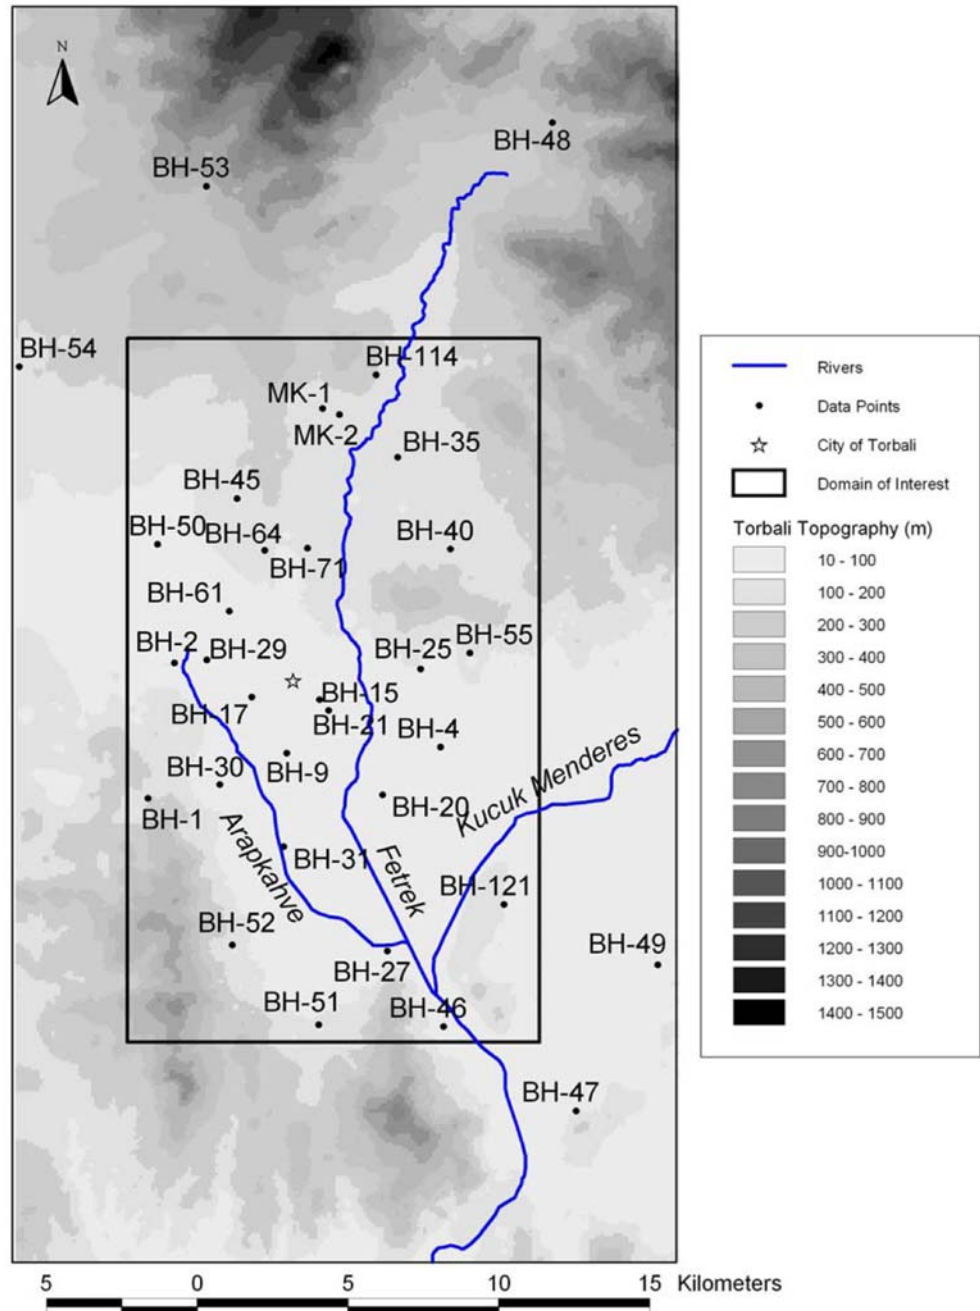 N
BH-48
BH-53
BH-54
BH-114
MK-1
MK-2
BH-35
BH-45
BH-50
BH-64
BH-40
BH-71
BH-61
BH-55
BH-2
BH-29
BH-25
BH-15
BH-17
BH-21
BH-4
BH-30
BH-9
Kucuk Menderes
BH-1
BH-20
Arapkahve
BH-31
Fetrek
BH-121
BH-52
BH-49
BH-27
BH-51
BH-46
BH-47
Rivers
Data Points
City of Torbali
Domain of Interest
Torbali Topography (m)
10 - 100
100 - 200
200 - 300
300 - 400
400 - 500
500 - 600
600 - 700
700 - 800
800 - 900
900-1000
1000 - 1100
1100 - 1200
1200 - 1300
1300 - 1400
1400 - 1500
5 0 5 10 15 Kilometers